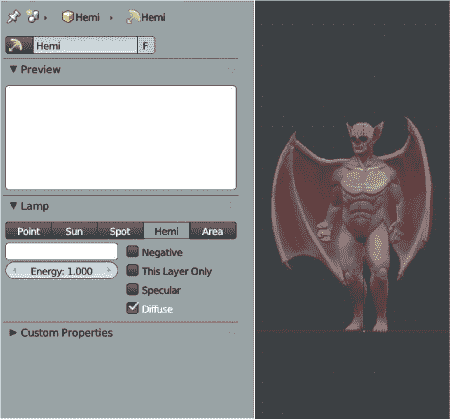 Hemi Hemi
Hemi F
Preview
Lamp
Point Sun Spot Hemi Area
Negative
Energy: 1.000 This Layer Only
Specular
Diffuse
Custom Properties